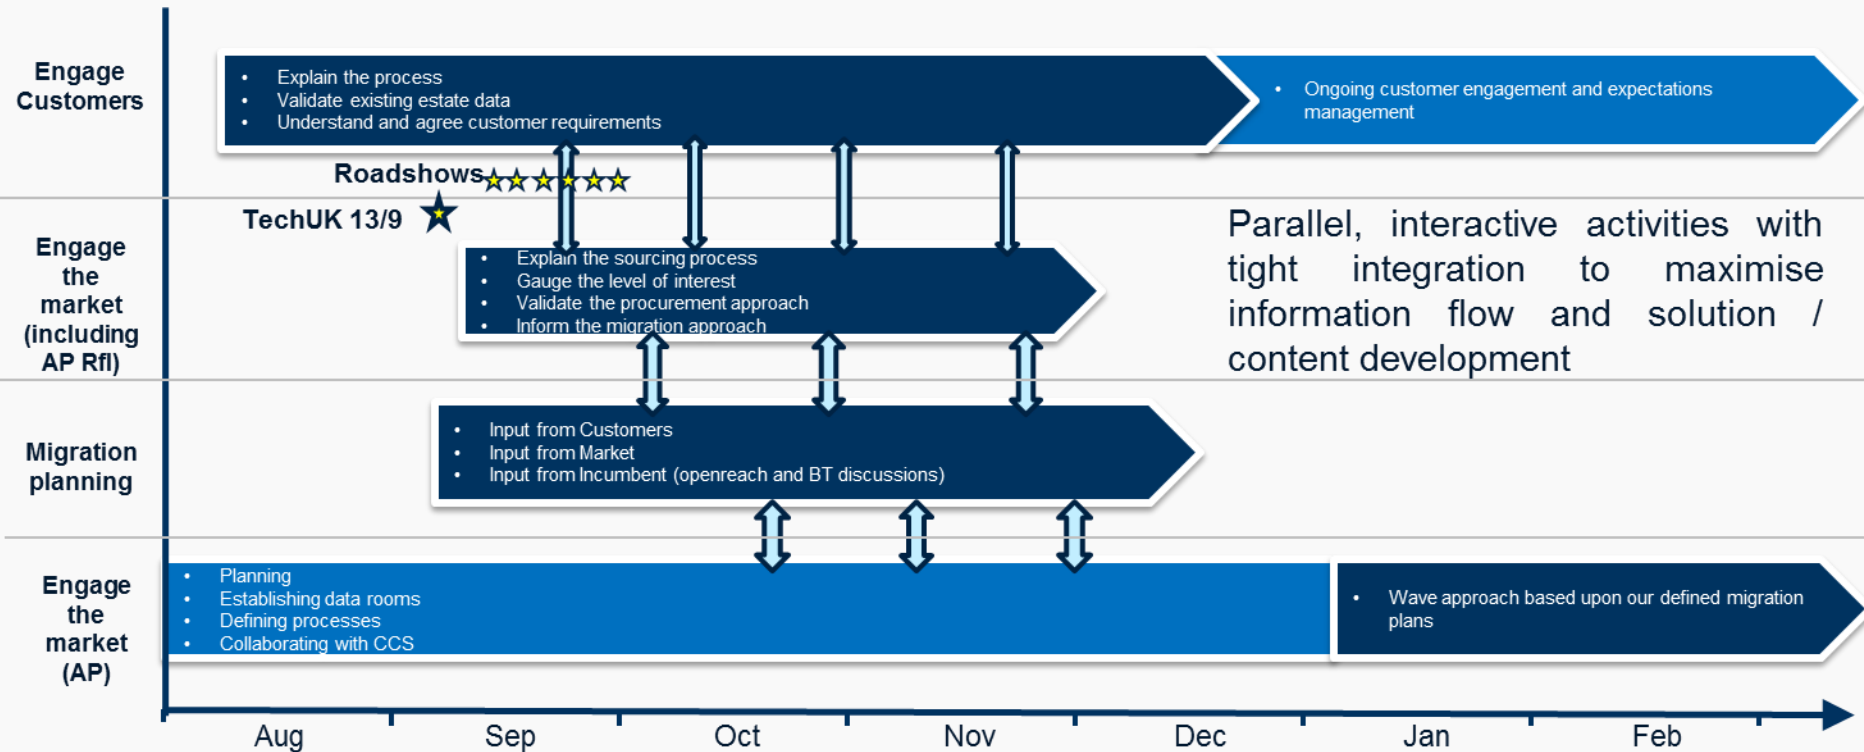 Engage
Customers
• Explain the process
• Validate existing estate data
• Understand and agree customer requirements
• Ongoing customer engagement and expectations
management
Roadshows
TechUK 13/9
Engage
the
market
(including
AP RfI)
• Explain the sourcing process
• Gauge the level of interest
• Validate the procurement approach
• Inform the migration approach
Parallel, interactive activities with
tight integration to maximise
information flow and solution /
content development
Migration
planning
• Input from Customers
• Input from Market
• Input from Incumbent (openreach and BT discussions)
Engage
the
market
(AP)
• Planning
• Establishing data rooms
• Defining processes
• Collaborating with CCS
• Wave approach based upon our defined migration
plans
Aug Sep Oct Nov Dec Jan Feb